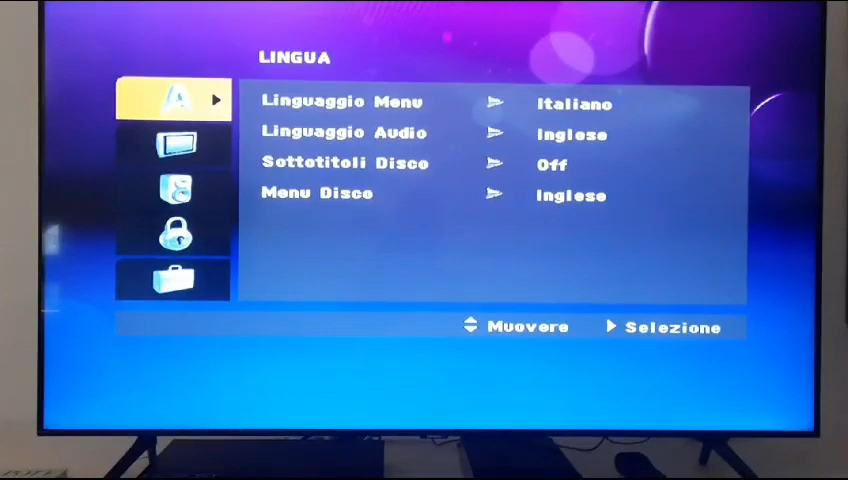 LINGUA
Linguaggio Menu Italiano
Linguaggio Audio Inglese
Sottotitoli Disco Off
Menu Disco Inglese
Muovere Selezione